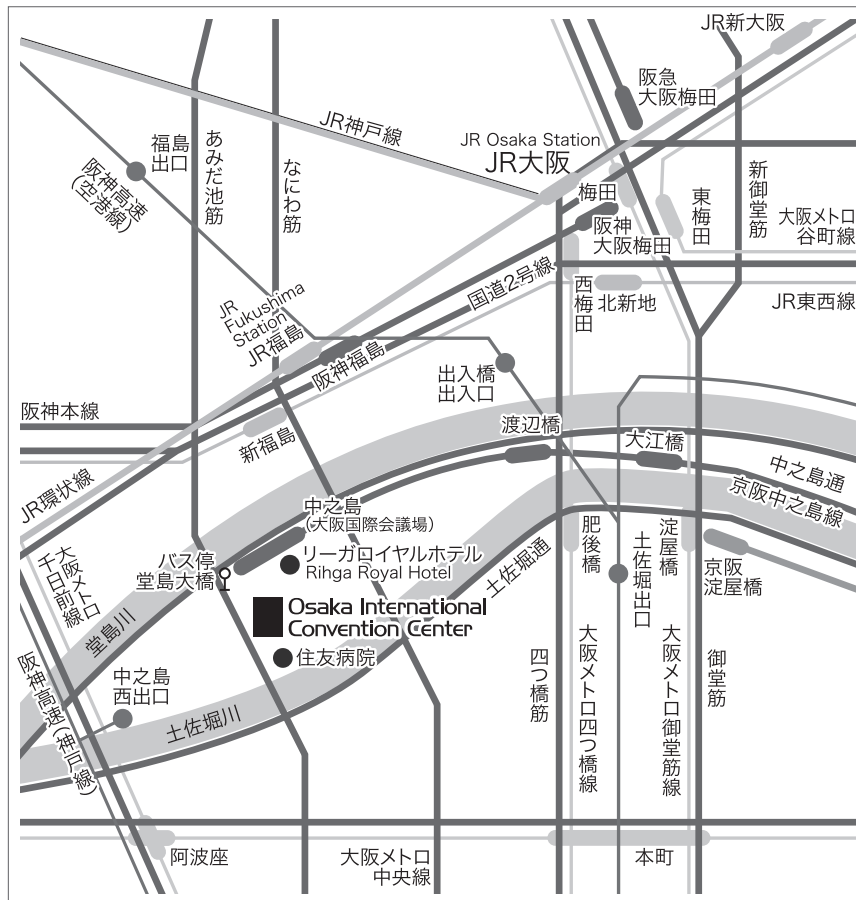 JR新大阪
阪急
大阪梅田
JR神戸線
JR Osaka Station
JR大阪
福島
出口
あみだ池筋
なにわ筋
阪神高速
(空港線)
梅田
阪神
大阪梅田
東梅田
新御堂筋
大阪メトロ
谷町線
国道2号線
西梅田
北新地
JR東西線
JR
Fukushima
Station
JR福島
阪神福島
出入橋
出入口
阪神本線
新福島
渡辺橋
大江橋
中之島通
京阪中之島線
JR環状線
中之島
(大阪国際会議場)
バス停
堂島大橋
リーガロイヤルホテル
Rihga Royal Hotel
土佐堀通
肥後橋
淀屋橋
土佐堀出口
京阪
淀屋橋
大阪メトロ
千日前線
Osaka International
Convention Center
堂島川
住友病院
中之島
西出口
阪神高速(神戸線)
土佐堀川
四つ橋筋
大阪メトロ四つ橋線
大阪メトロ御堂筋線
御堂筋
阿波座
大阪メトロ
中央線
本町